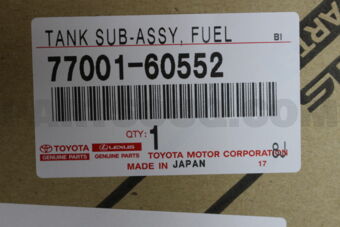 TANK SUB-ASSY, FUEL BI
77001-60552
QTY: 1
TOYOTA LEXUS TOYOTA MOTOR CORPORATION
GENUINE PARTS GENUINE PARTS
MADE IN JAPAN 17